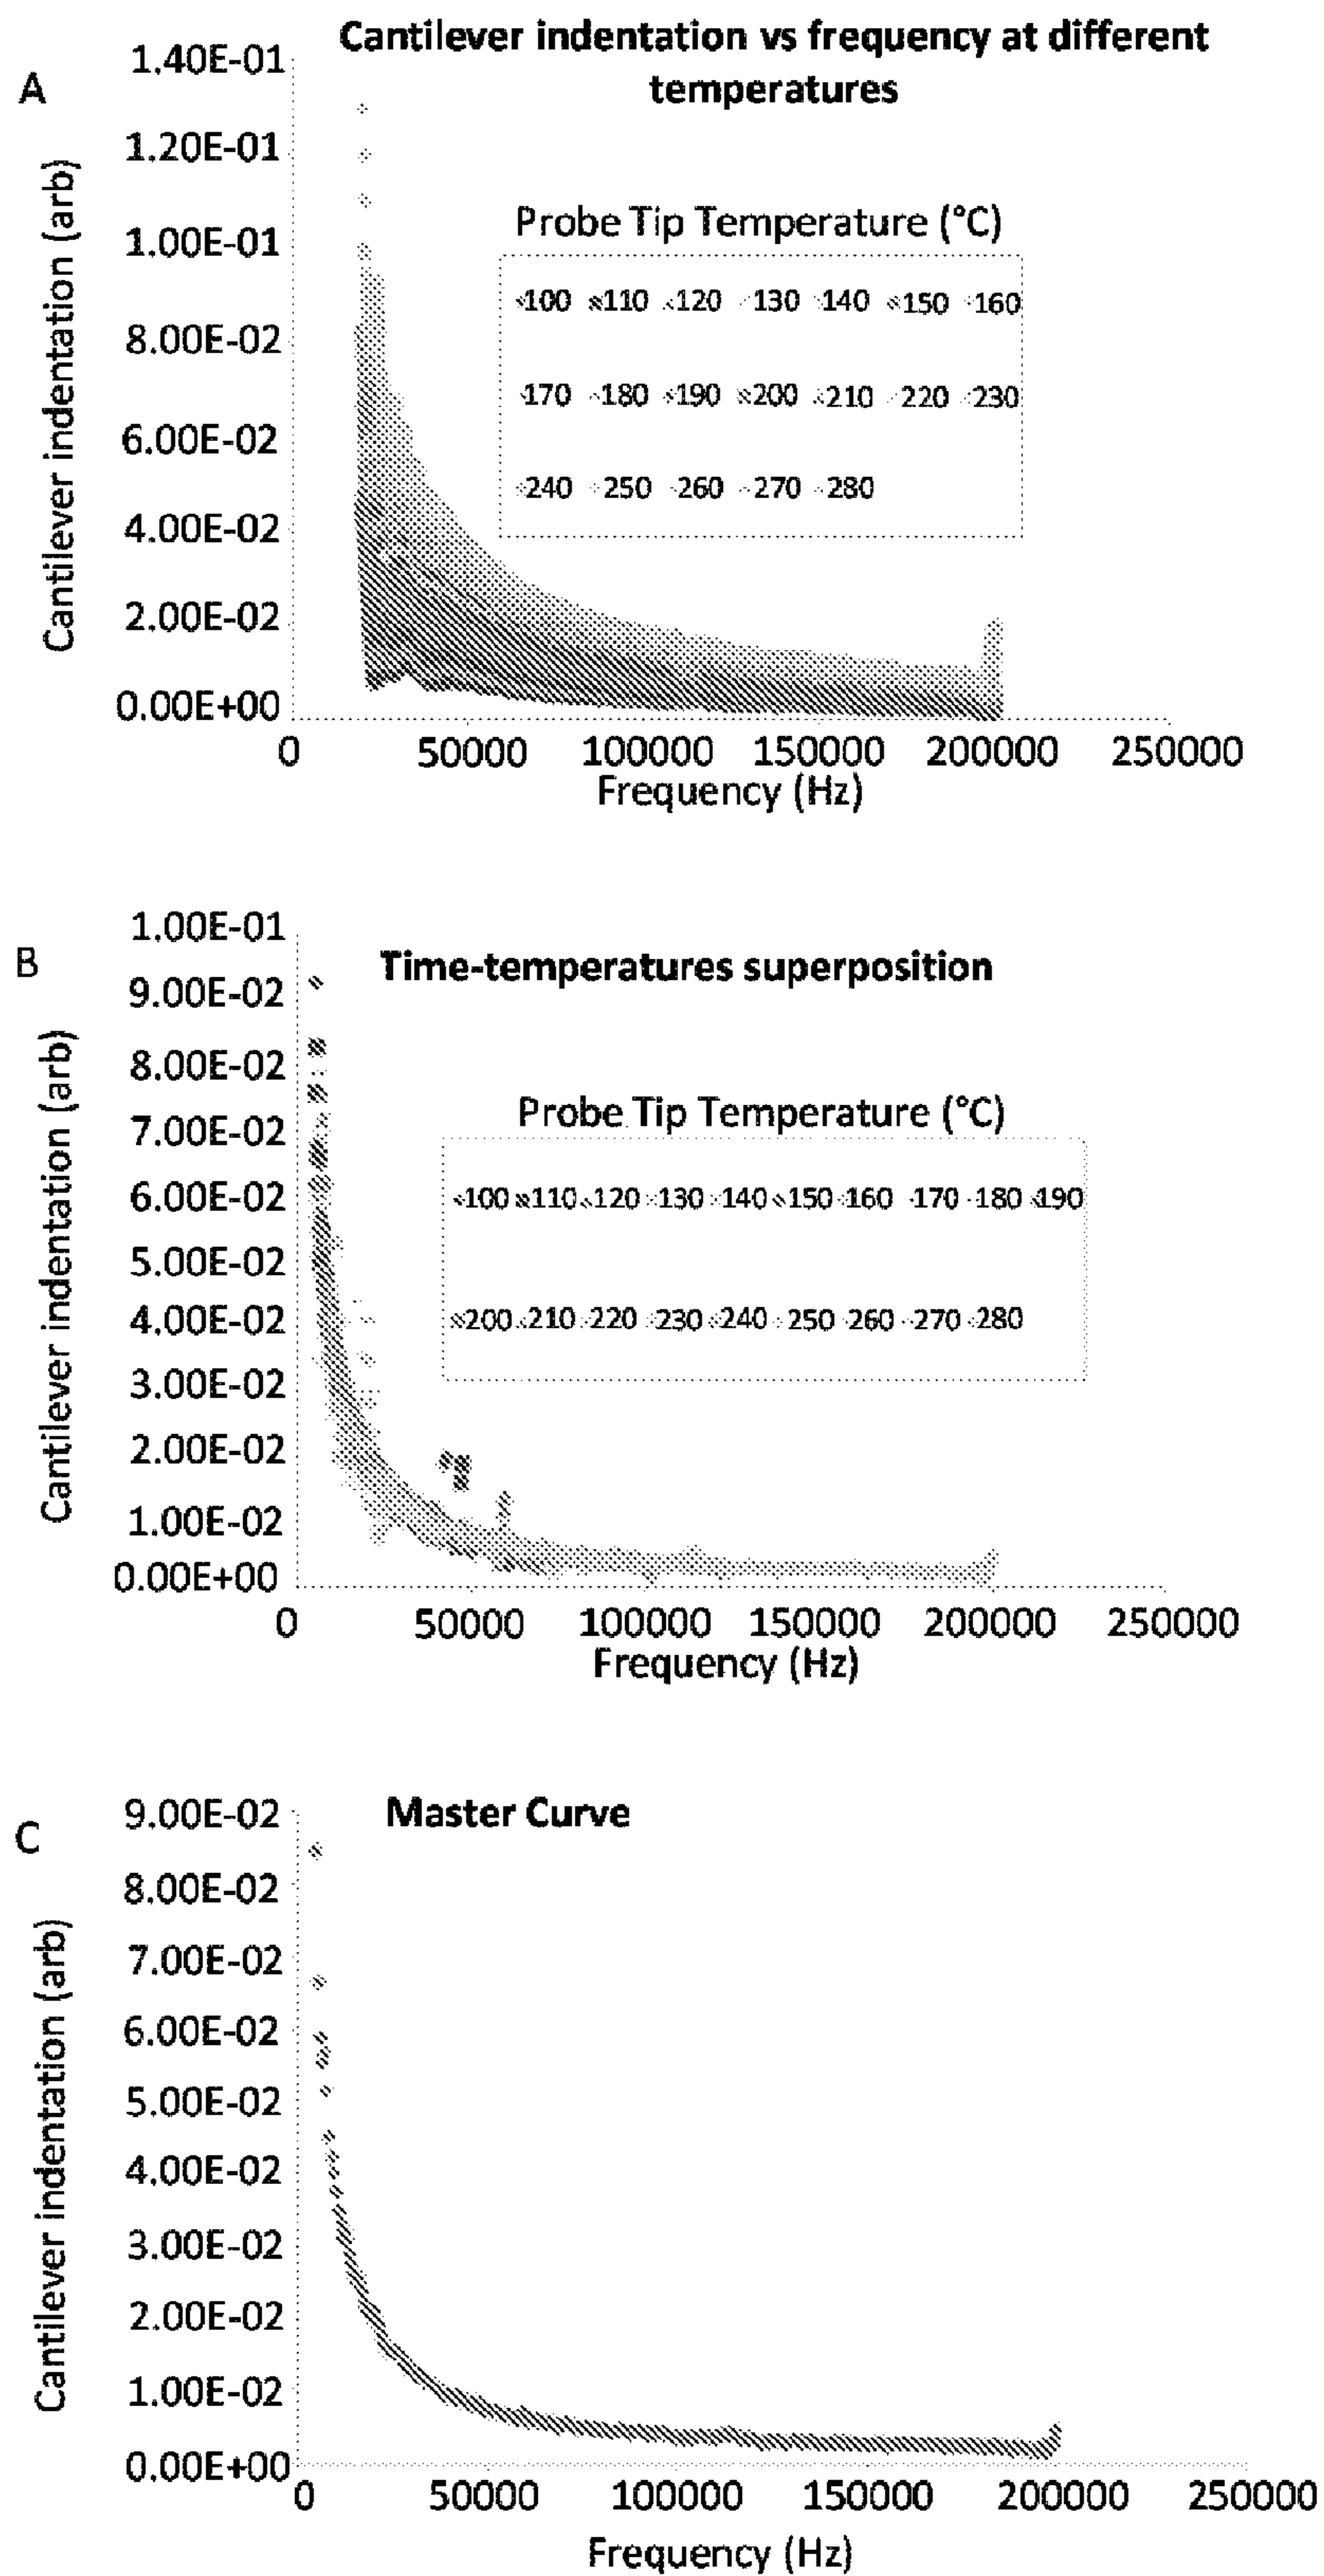 A
Cantilever indentation vs frequency at different
temperatures
Cantilever indentation (arb)
1.40E-01
1.20E-01
1.00E-01
8.00E-02
6.00E-02
4.00E-02
2.00E-02
0.00E+00
Probe Tip Temperature (°C)
100 110 120 130 140 150 160
170 180 190 200 210 220 230
240 250 260 270 280
0 50000 100000 150000 200000 250000
Frequency (Hz)
B
Time-temperatures superposition
Cantilever indentation (arb)
1.00E-01
9.00E-02
8.00E-02
7.00E-02
6.00E-02
5.00E-02
4.00E-02
3.00E-02
2.00E-02
1.00E-02
0.00E+00
Probe Tip Temperature (°C)
100 110 120 130 140 150 160 170 180 190
200 210 220 230 240 250 260 270 280
0 50000 100000 150000 200000 250000
Frequency (Hz)
C
Master Curve
Cantilever indentation (arb)
9.00E-02
8.00E-02
7.00E-02
6.00E-02
5.00E-02
4.00E-02
3.00E-02
2.00E-02
1.00E-02
0.00E+00
0 50000 100000 150000 200000 250000
Frequency (Hz)